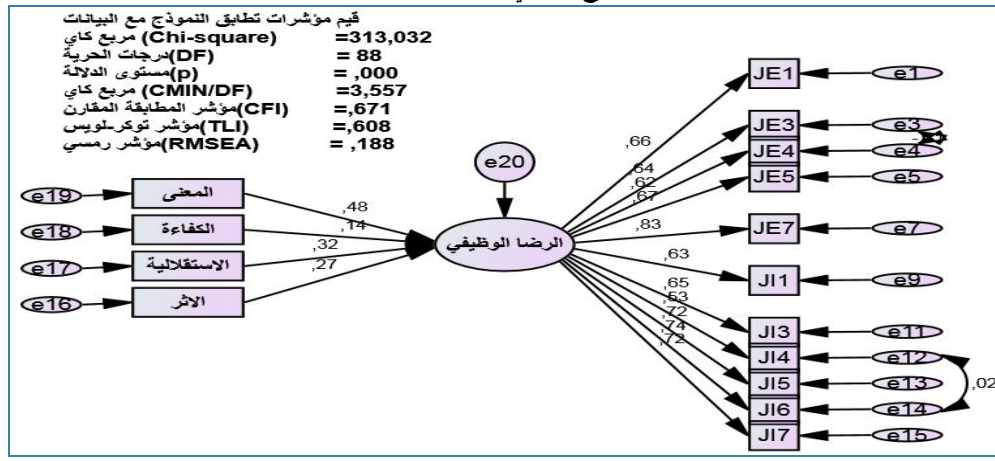 قيم مؤشرات تطابق النموذج مع البيانات
مربع كاي (Chi-square) =313,032
درجات الحرية(DF) = 88
مستوى الدلالة(p) = ,000
مربع كاي (CMIN/DF) =3,557
مؤشر المطابقة المقارن(CFI) =,671
مؤشر توكر-لويس(TLI) =,608
مؤشر رمسي(RMSEA) = ,188
e20
e19 المعنى ,48
e18 الكفاءة ,14
e17 الاستقلالية ,32
e16 الاثر ,27
الرضا الوظيفي
,66 JE1 e1
,64 JE3 e3
,62 JE4 e4
,67 JE5 e5
,83 JE7 e7
,63 JI1 e9
,65 JI3 e11
,53 JI4 e12
,72 JI5 e13
,74 JI6 e14
,72 JI7 e15
,02